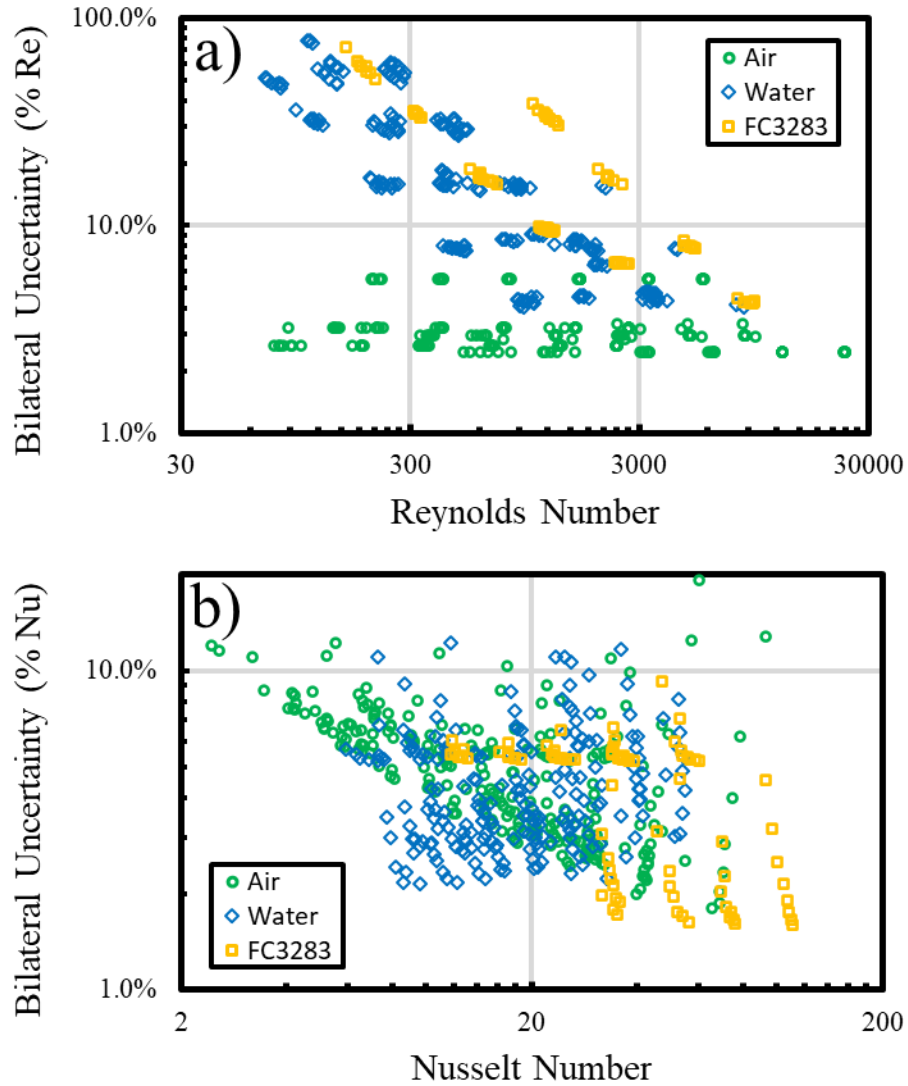 a)
100.0%
10.0%
1.0%
Bilateral Uncertainty (% Re)
Air
Water
FC3283
30
300
3000
30000
Reynolds Number
b)
10.0%
1.0%
Bilateral Uncertainty (% Nu)
Air
Water
FC3283
2
20
200
Nusselt Number